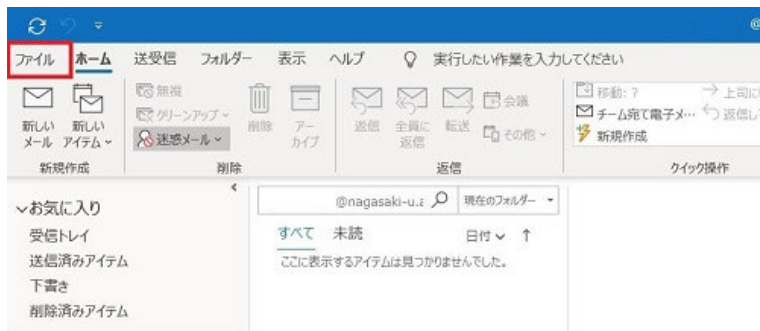 @
ファイル ホーム 送受信 フォルダー 表示 ヘルプ 実行したい作業を入力してください
新しい メール
新しい アイテム
無視
クリーンアップ
迷惑メール
削除
アー カイブ
返信
全員に 返信
転送
会議
その他
移動: ?
チーム宛て電子メ…
新規作成
上司に
返信し
新規作成 削除 返信 クイック操作
お気に入り
受信トレイ
送信済みアイテム
下書き
削除済みアイテム
@nagasaki-u.a 現在のフォルダー
すべて 未読 日付
ここに表示するアイテムは見つかりませんでした。